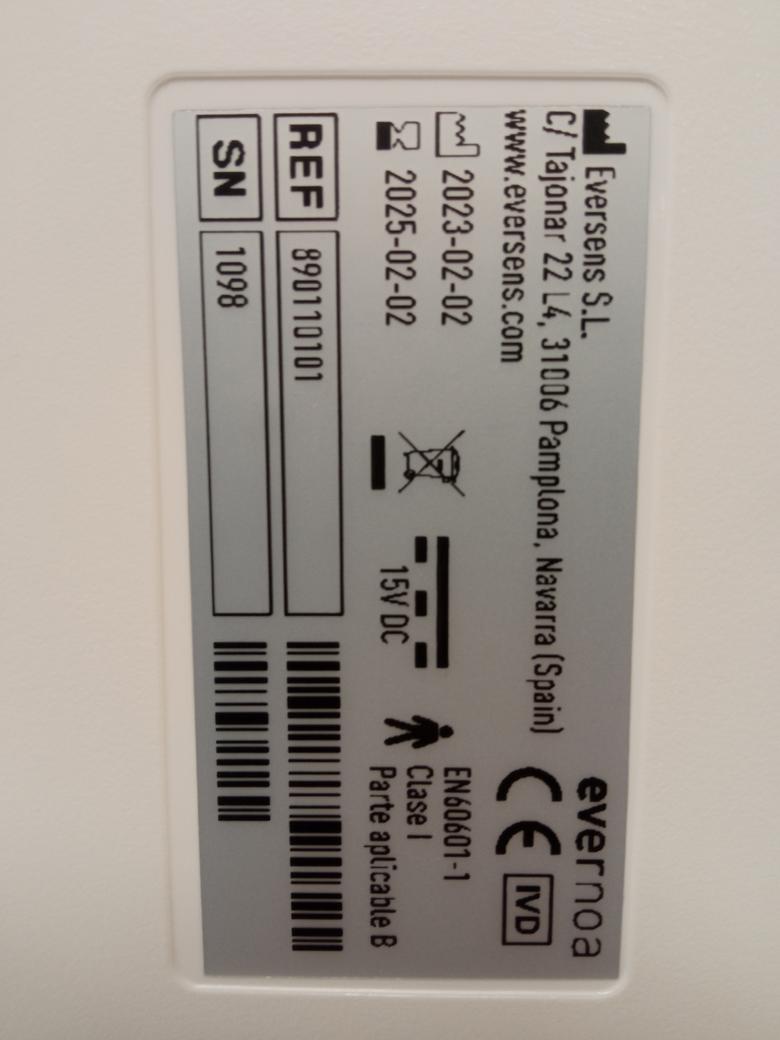 Eversens S.L.
C/ Tajonar 22 L4, 31006 Pamplona, Navarra (Spain)
www.eversens.com
evernoa
CE IVD
2023-02-02
2025-02-02
15V DC
EN60601-1
Clase I
Parte aplicable B
REF 890110101
SN 1098